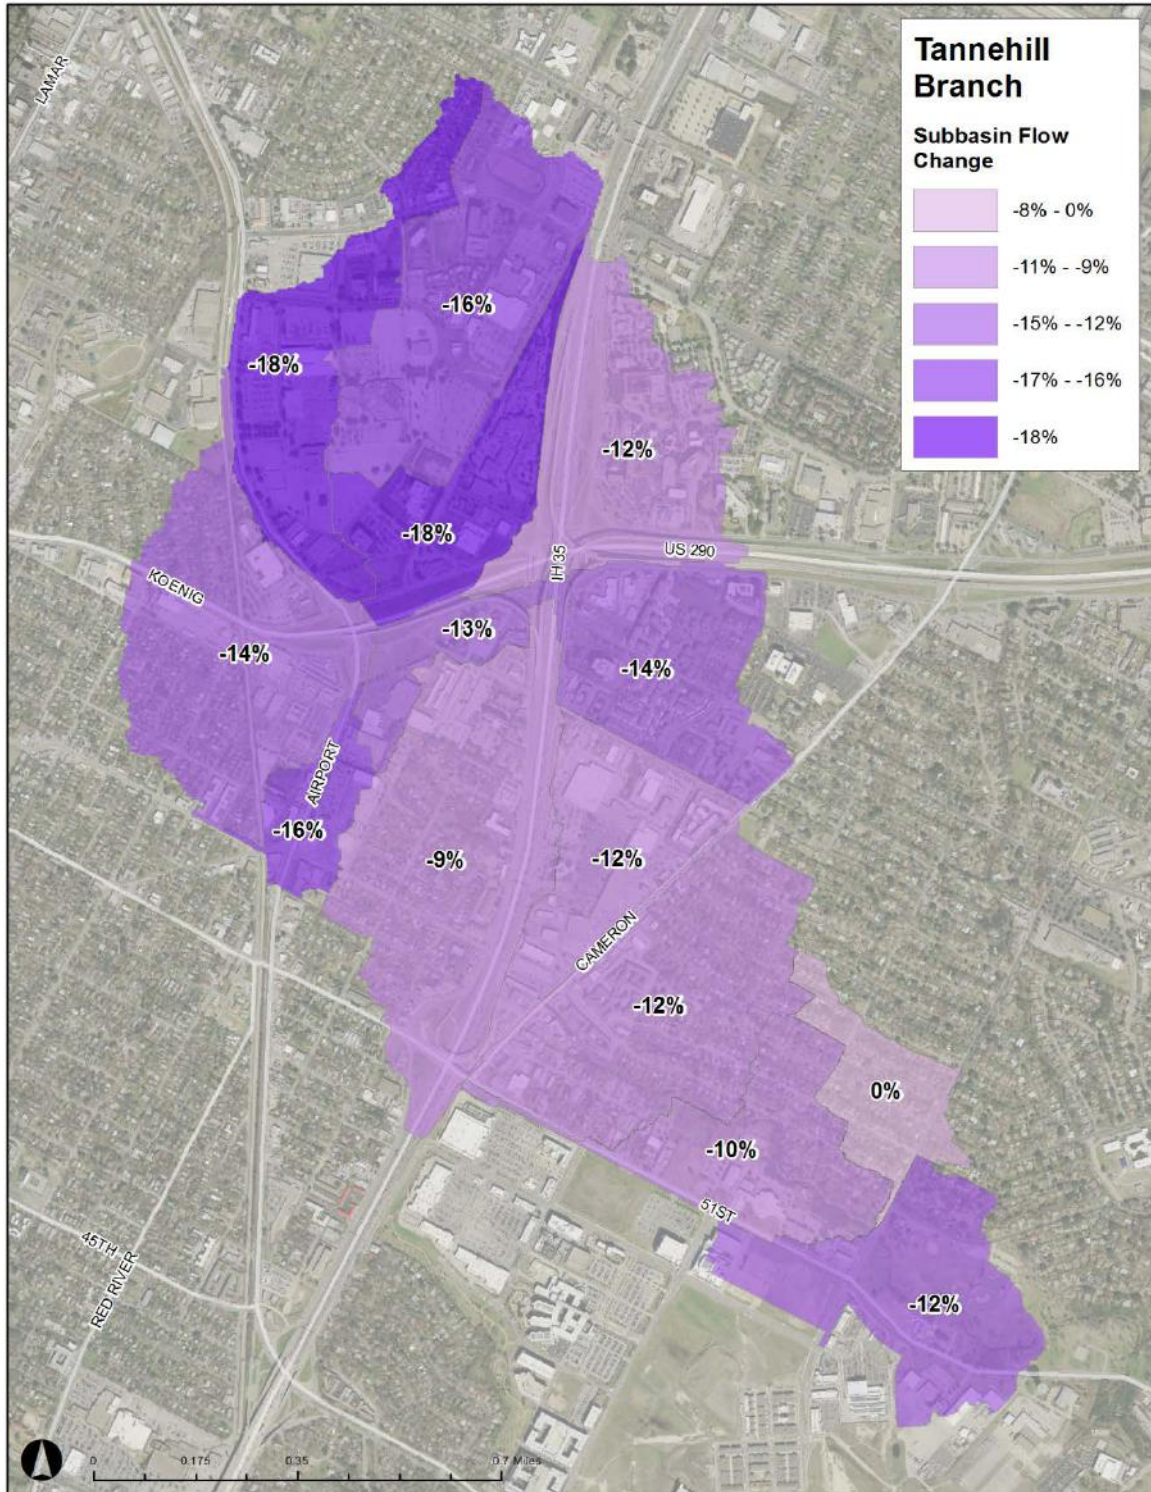 Tannehill
Branch
Subbasin Flow
Change
-8% - 0%
-11% - -9%
-15% - -12%
-17% - -16%
-18%
LAMAR
-16%
-18%
-12%
-18%
US 290
IH 35
KOENIG
-13%
-14%
-14%
AIRPORT
-16%
-9%
-12%
CAMERON
-12%
0%
-10%
51ST
45TH
RED RIVER
-12%
0
0.175
0.35
0.7 Miles